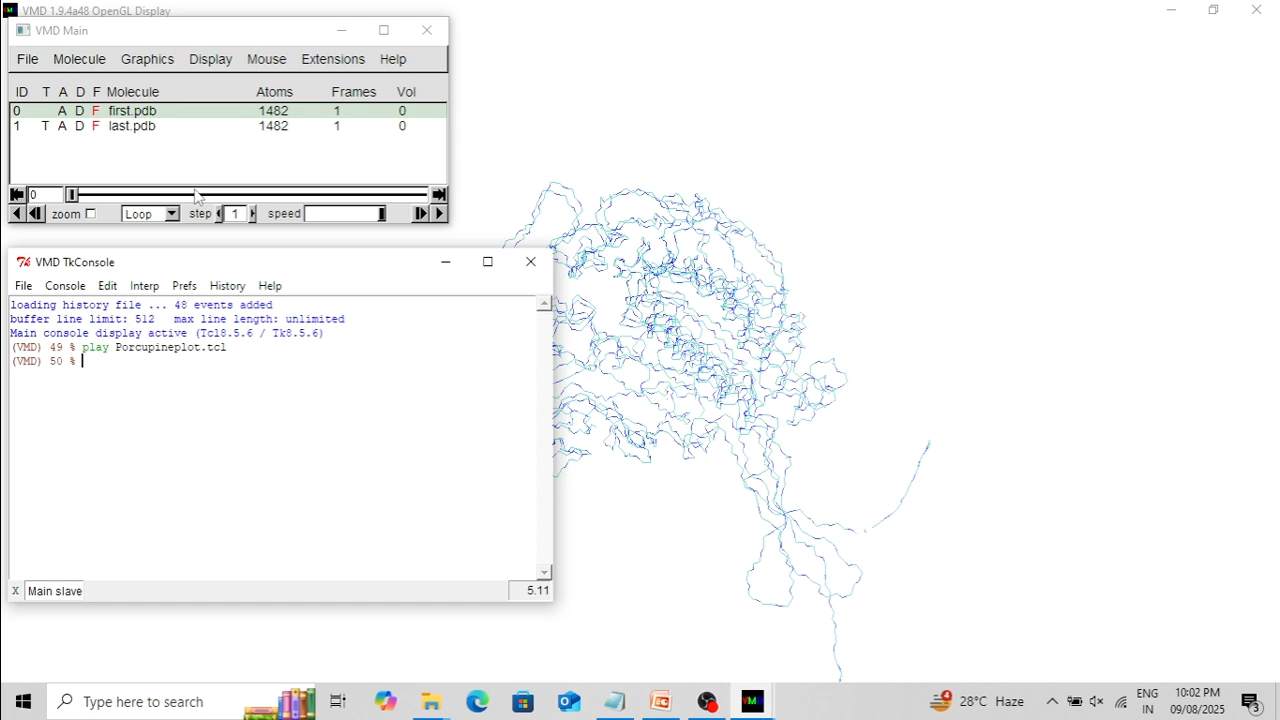 VMD 1.9.4a48 OpenGL Display
VMD Main
File Molecule Graphics Display Mouse Extensions Help
ID T A D F Molecule Atoms Frames Vol
0 A D F first.pdb 1482 1 0
1 T A D F last.pdb 1482 1 0
0
zoom Loop step 1 speed
VMD TkConsole
File Console Edit Interp Prefs History Help
loading history file ... 48 events added
buffer line limit: 512 max line length: unlimited
Main console display active (Tcl8.5.6 / Tk8.5.6)
(VMD) 49 % play Porcupineplot.tcl
(VMD) 50 %
X Main slave 5.11
Type here to search
4
28°C Haze
ENG
IN
10:02 PM
09/08/2025
3